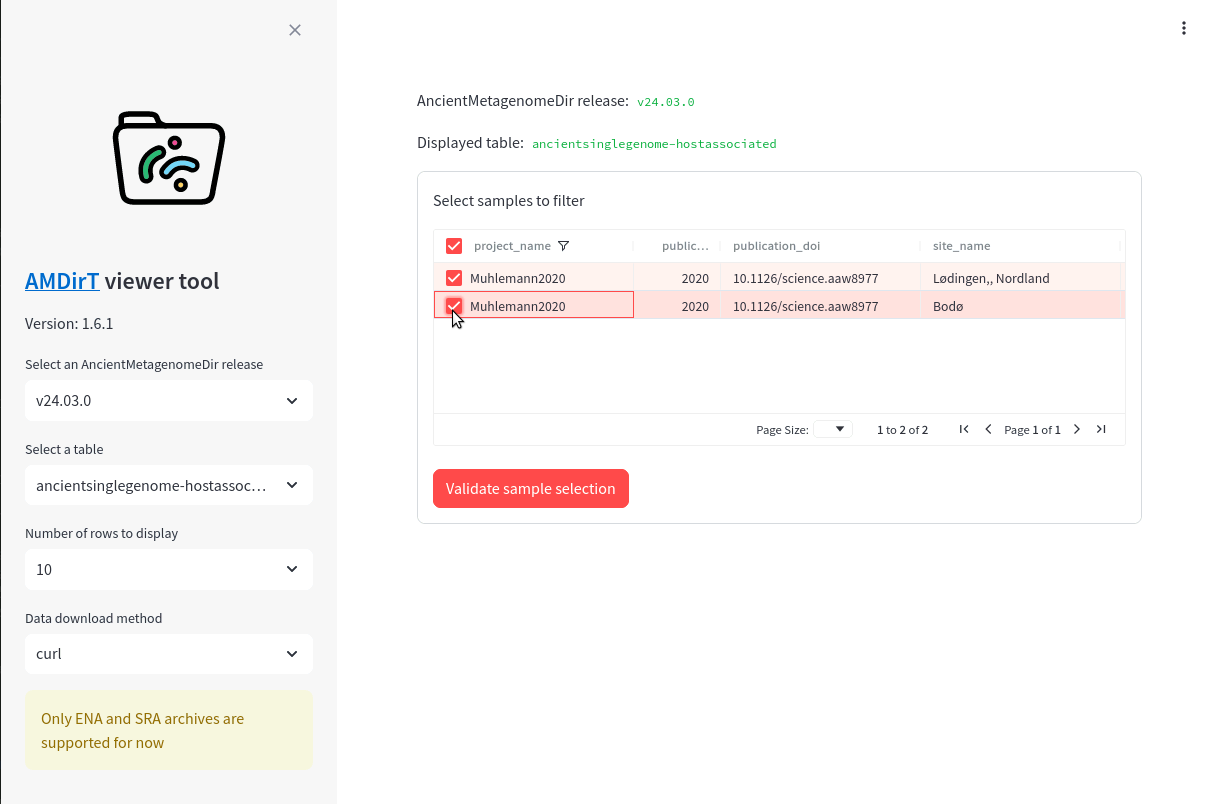 AMDirT viewer tool
Version: 1.6.1
Select an AncientMetagenomeDir release
v24.03.0
Select a table
ancientsinglegenome-hostassoc…
Number of rows to display
10
Data download method
curl
Only ENA and SRA archives are
supported for now
AncientMetagenomeDir release: v24.03.0
Displayed table: ancientsinglegenome-hostassociated
Select samples to filter
project_name public… publication_doi site_name
Muhlemann2020 2020 10.1126/science.aaw8977 Lødingen,, Nordland
Muhlemann2020 2020 10.1126/science.aaw8977 Bodø
Page Size: 1 to 2 of 2 Page 1 of 1
Validate sample selection